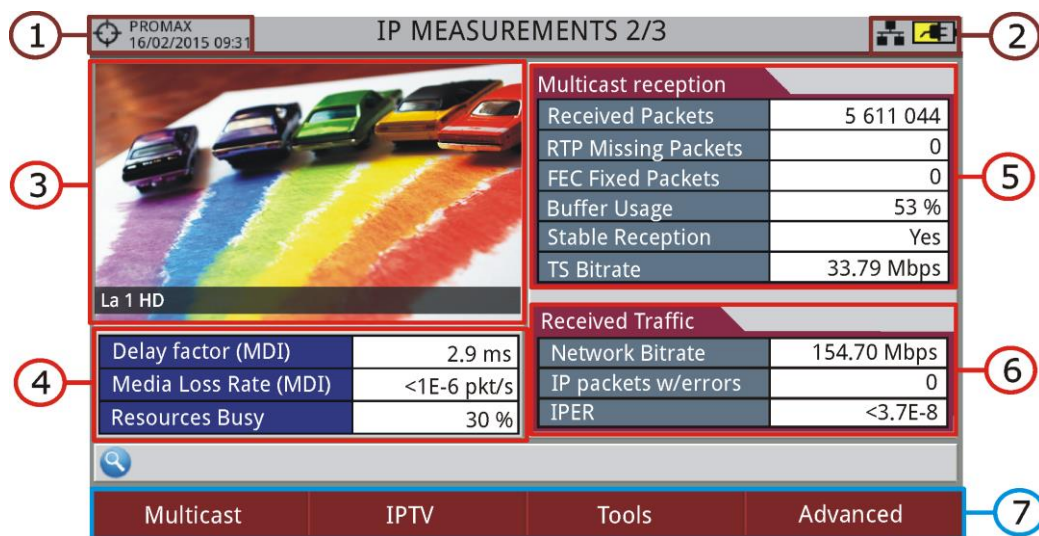 1
PROMAX
16/02/2015 09:31
IP MEASUREMENTS 2/3
2
3
La 1 HD
Multicast reception
Received Packets 5 611 044
RTP Missing Packets 0
FEC Fixed Packets 0
Buffer Usage 53 %
Stable Reception Yes
TS Bitrate 33.79 Mbps
5
4
Delay factor (MDI) 2.9 ms
Media Loss Rate (MDI) <1E-6 pkt/s
Resources Busy 30 %
Received Traffic
Network Bitrate 154.70 Mbps
IP packets w/errors 0
IPER <3.7E-8
6
Multicast IPTV Tools Advanced
7